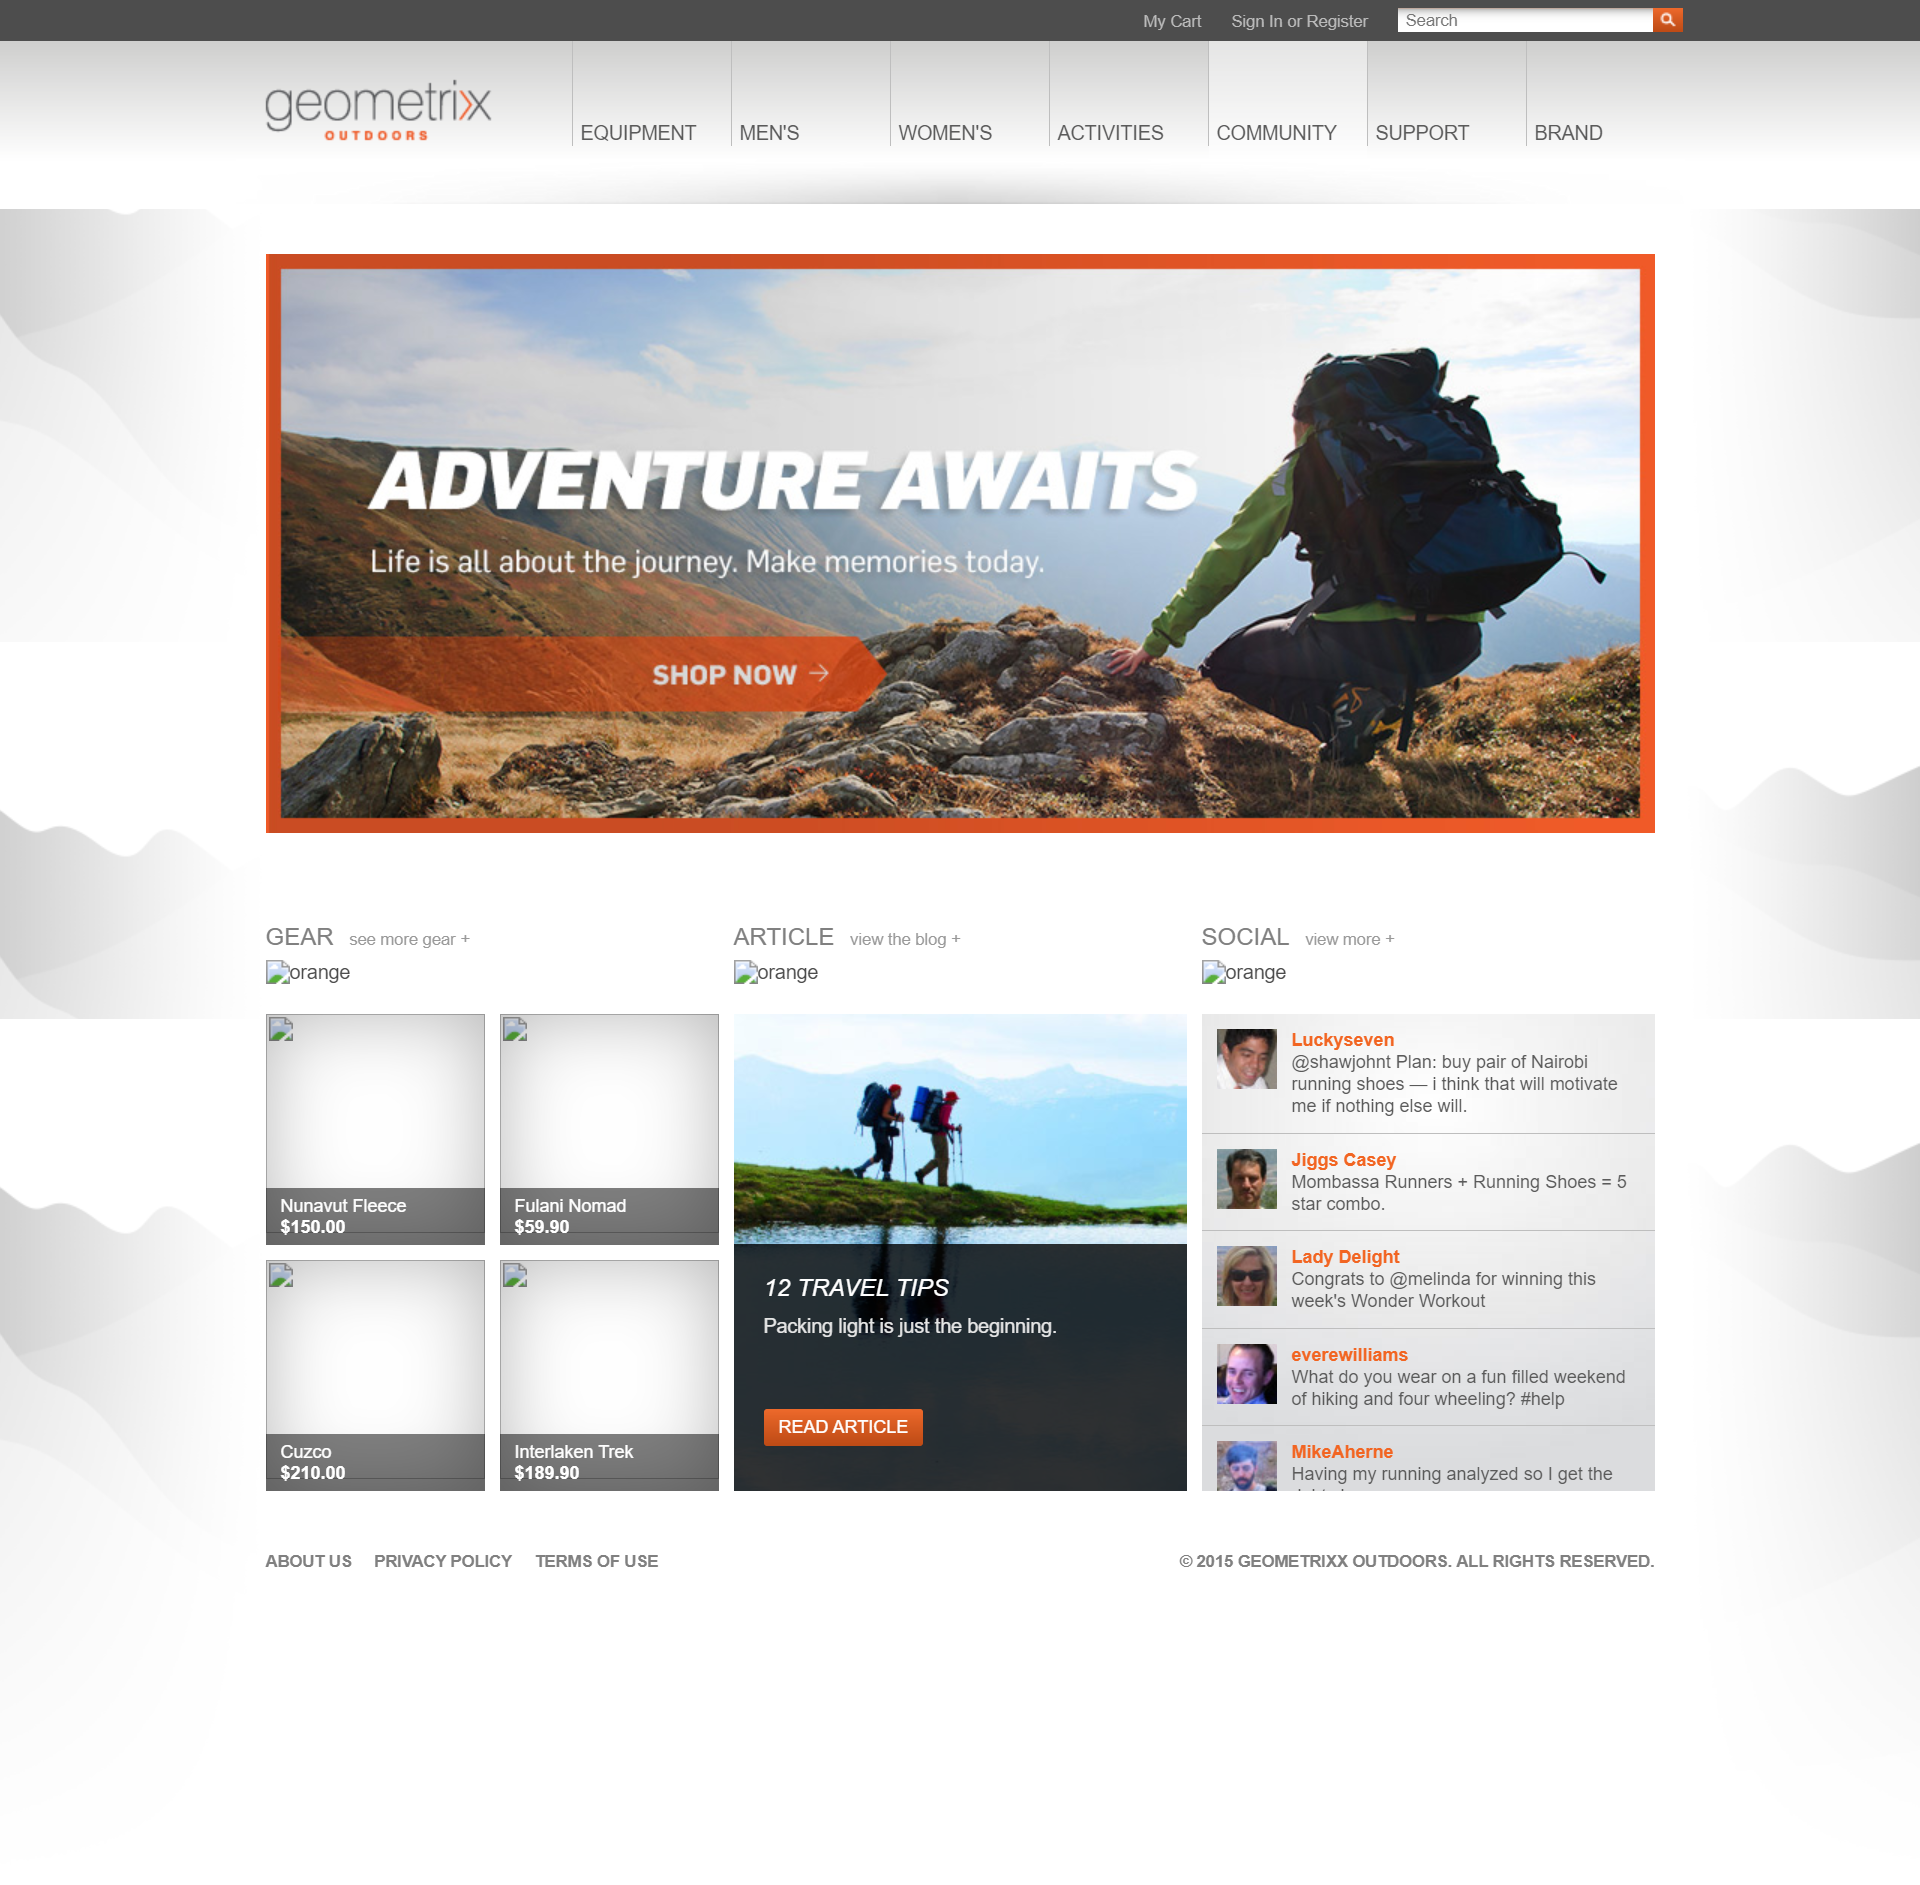 My Cart Sign In or Register Search
geometrixx
OUTDOORS
EQUIPMENT MEN'S WOMEN'S ACTIVITIES COMMUNITY SUPPORT BRAND
ADVENTURE AWAITS
Life is all about the journey. Make memories today.
SHOP NOW →
GEAR see more gear +
orange
Nunavut Fleece
$150.00
Fulani Nomad
$59.90
Cuzco
$210.00
Interlaken Trek
$189.90
ARTICLE view the blog +
orange
12 TRAVEL TIPS
Packing light is just the beginning.
READ ARTICLE
SOCIAL view more +
orange
Luckyseven
@shawjohnt Plan: buy pair of Nairobi
running shoes — i think that will motivate
me if nothing else will.
Jiggs Casey
Mombassa Runners + Running Shoes = 5
star combo.
Lady Delight
Congrats to @melinda for winning this
week's Wonder Workout
everewilliams
What do you wear on a fun filled weekend
of hiking and four wheeling? #help
MikeAherne
Having my running analyzed so I get the
ABOUT US PRIVACY POLICY TERMS OF USE
© 2015 GEOMETRIXX OUTDOORS. ALL RIGHTS RESERVED.